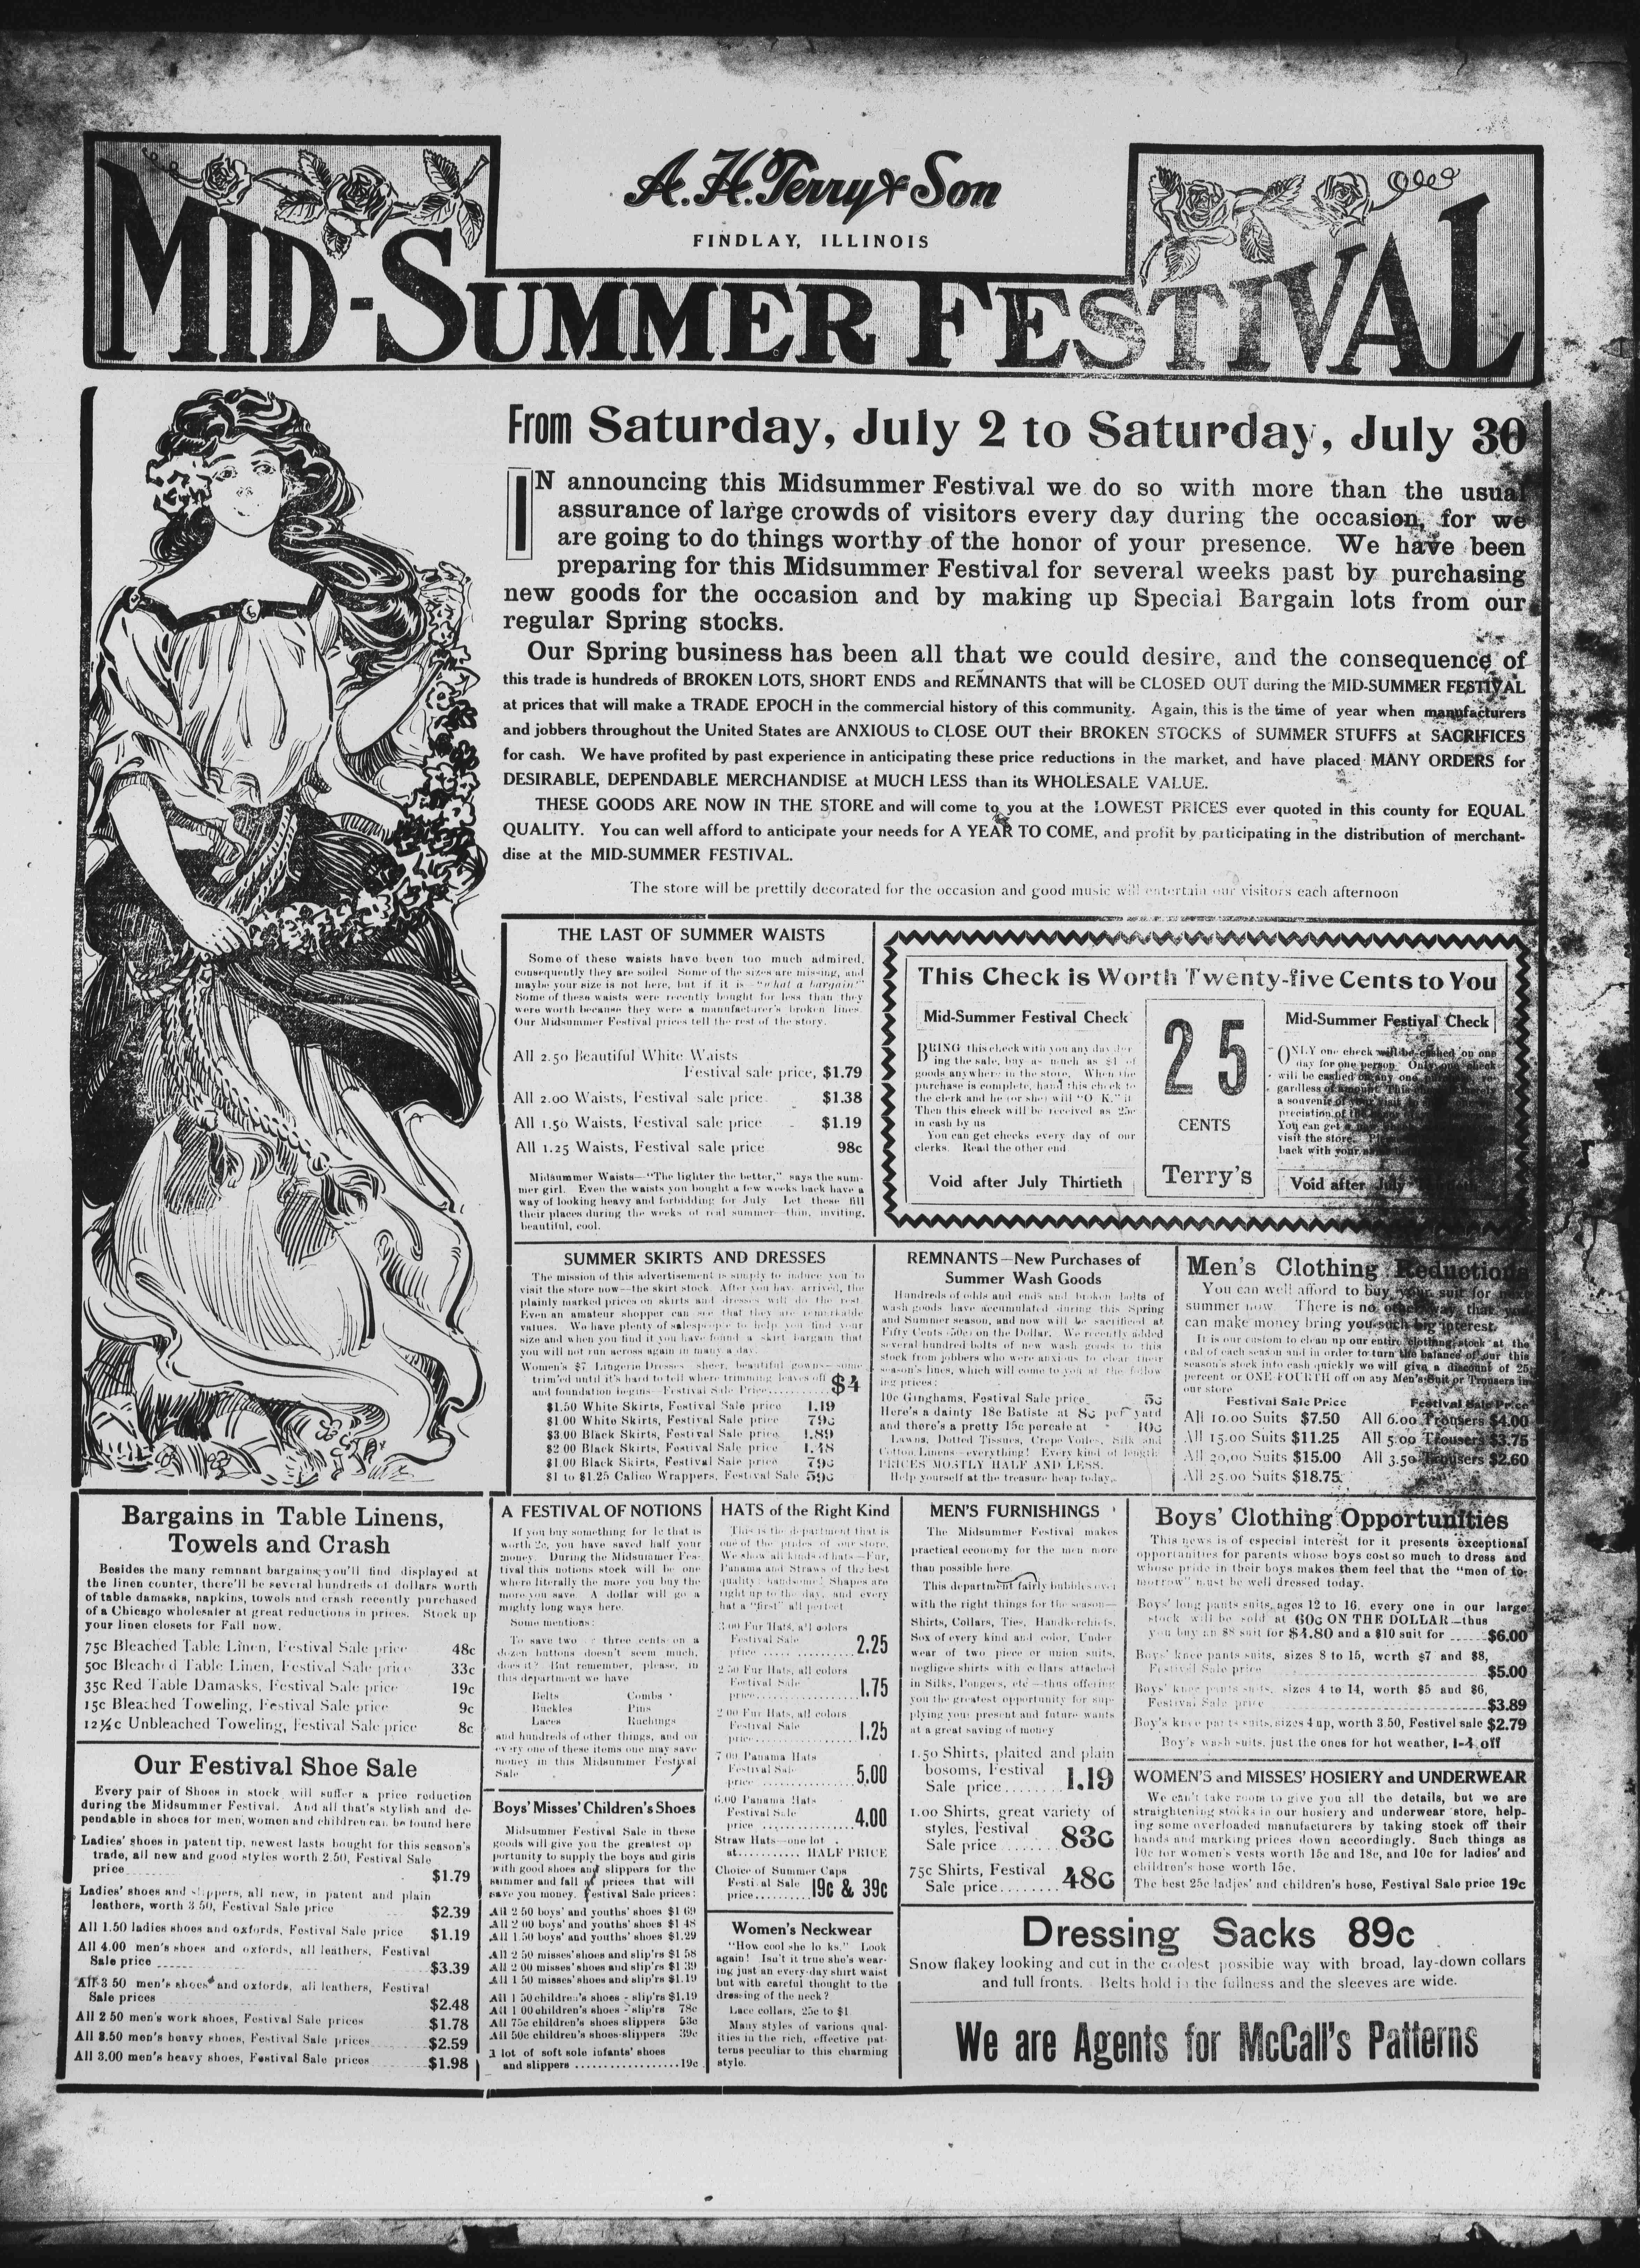 A. H. Terry & Son
FINDLAY, ILLINOIS
MID-SUMMER FESTIVAL
From Saturday, July 2 to Saturday, July 30
IN announcing this Midsummer Festival we do so with more than the usual
assurance of large crowds of visitors every day during the occasion, for we
are going to do things worthy of the honor of your presence. We have been
preparing for this Midsummer Festival for several weeks past by purchasing
new goods for the occasion and by making up Special Bargain lots from our
regular Spring stocks.
Our Spring business has been all that we could desire, and the consequence of
this trade is hundreds of BROKEN LOTS, SHORT ENDS and REMNANTS that will be CLOSED OUT during the MID-SUMMER FESTIVAL
at prices that will make a TRADE EPOCH in the commercial history of this community. Again, this is the time of year when manufacturers
and jobbers throughout the United States are ANXIOUS to CLOSE OUT their BROKEN STOCKS of SUMMER STUFFS at SACRIFICES
for cash. We have profited by past experience in anticipating these price reductions in the market, and have placed MANY ORDERS for
DESIRABLE, DEPENDABLE MERCHANDISE at MUCH LESS than its WHOLESALE VALUE.
THESE GOODS ARE NOW IN THE STORE and will come to you at the LOWEST PRICES ever quoted in this county for EQUAL
QUALITY. You can well afford to anticipate your needs for A YEAR TO COME, and profit by participating in the distribution of merchan-
dise at the MID-SUMMER FESTIVAL.
The store will be prettily decorated for the occasion and good music will entertain our visitors each afternoon
THE LAST OF SUMMER WAISTS
Some of these waists have been too much admired,
consequently they are soiled Some of the sizes are missing, and
maybe your size is not here, but if it is—"what a bargain!"
Some of these waists were recently bought for less than they
were worth because they were a manufacturer's broken lines.
Our Midsummer Festival prices tell the rest of the story.
All 2.50 Beautiful White Waists
Festival sale price, $1.79
All 2.00 Waists, Festival sale price. $1.38
All 1.50 Waists, Festival sale price $1.19
All 1.25 Waists, Festival sale price 98c
Midsummer Waists—"The lighter the better," says the sum-
mer girl. Even the waists you bought a few weeks back have a
way of looking heavy and forbidding for July Let these fill
their places during the weeks of real summer—thin, inviting,
beautiful, cool.
This Check is Worth Twenty-five Cents to You
Mid-Summer Festival Check
BRING this check with you any day dur
ing the sale, buy as much as $1 of
goods anywhere in the store. When the
purchase is complete, hand this check to
the clerk and he (or she) will "O K." it
Then this check will be received as 25c
in cash by us
You can get checks every day of our
clerks. Read the other end
Void after July Thirtieth
25
CENTS
Terry's
Mid-Summer Festival Check
ONLY one check will be cashed on one
day for one person Only one check
will be cashed on any one
gardless of amount
a souvenir of your visit
preciation of the
You can get a
visit the store.
back with your
Void after July
SUMMER SKIRTS AND DRESSES
The mission of this advertisement is simply to induce you to
visit the store now—the skirt stock After you have arrived, the
plainly marked prices on skirts and dresses will do the rest.
Even an amateur shopper can see that they are remarkable
values. We have plenty of salespeople to help you find your
size and when you find it you have found a skirt bargain that
you will not run across again in many a day.
Women's $7 Lingerie Dresses—sheer, beautiful gowns—some
trim'ed until it's hard to tell where trimming leaves off
and foundation begins—Festival Sale Price........ $4
$1.50 White Skirts, Festival Sale price 1.19
$1.00 White Skirts, Festival Sale price 79c
$3.00 Black Skirts, Festival Sale price 1.89
$2 00 Black Skirts, Festival Sale price 1.48
$1.00 Black Skirts, Festival Sale price 79c
$1 to $1.25 Calico Wrappers, Festival Sale 59c
REMNANTS—New Purchases of
Summer Wash Goods
Hundreds of odds and ends and broken bolts of
wash goods have accumulated during this Spring
and Summer season, and now will be sacrificed at
Fifty Cents (50c) on the Dollar. We recently added
several hundred bolts of new wash goods to this
stock from jobbers who were anxious to clear their
season's lines, which will come to you at the follow
ing prices:
10c Ginghams, Festival Sale price 5c
Here's a dainty 18c Batiste at 8c per yard
and there's a pretty 15c percale at 10c
Lawns, Dotted Tissues, Crepe Voiles, Silk and
Cotton Linens—everything! Every kind of length
PRICES MOSTLY HALF AND LESS.
Help yourself at the treasure heap today.
Men's Clothing Reductions
You can well afford to buy your suit for next
summer now. There is no other way that you
can make money bring you such big interest.
It is our custom to clean up our entire clothing stock at the
end of each season and in order to turn the balance of our this
season's stock into cash quickly we will give a discount of 25
percent or ONE-FOURTH off on any Men's Suit or Trousers in
our store
Festival Sale Price Festival Sale Price
All 10.00 Suits $7.50 All 6.00 Trousers $4.00
All 15.00 Suits $11.25 All 5.00 Trousers $3.75
All 20,00 Suits $15.00 All 3.50 Trousers $2.60
All 25.00 Suits $18.75
Bargains in Table Linens,
Towels and Crash
Besides the many remnant bargains you'll find displayed at
the linen counter, there'll be several hundreds of dollars worth
of table damasks, napkins, towels and crash recently purchased
of a Chicago wholesaler at great reductions in prices. Stock up
your linen closets for Fall now.
75c Bleached Table Linen, Festival Sale price 48c
50c Bleached Table Linen, Festival Sale price 33c
35c Red Table Damasks, Festival Sale price 19c
15c Bleached Toweling, Festival Sale price 9c
12½c Unbleached Toweling, Festival Sale price 8c
Our Festival Shoe Sale
Every pair of Shoes in stock will suffer a price reduction
during the Midsummer Festival. And all that's stylish and de-
pendable in shoes for men, women and children can be found here
Ladies' shoes in patent tip, newest lasts bought for this season's
trade, all new and good styles worth 2.50, Festival Sale
price $1.79
Ladies' shoes and slippers, all new, in patent and plain
leathers, worth 3 50, Festival Sale price $2.39
All 1.50 ladies shoes and oxfords, Festival Sale price $1.19
All 4.00 men's shoes and oxfords, all leathers, Festival
Sale price $3.39
All 3 50 men's shoes and oxfords, all leathers, Festival
Sale prices $2.48
All 2 50 men's work shoes, Festival Sale prices $1.78
All 3.50 men's heavy shoes, Festival Sale prices $2.59
All 3.00 men's heavy shoes, Festival Sale prices $1.98
A FESTIVAL OF NOTIONS
If you buy something for 1c that is
worth 2c, you have saved half your
money. During the Midsummer Fes-
tival this notions stock will be one
where literally the more you buy the
more you save. A dollar will go a
mighty long ways here.
Some mentions:
To save two or three cents on a
dozen buttons doesn't seem much,
does it? But remember, please, in
this department we have
Belts Combs
Buckles Pins
Laces Ruchings
and hundreds of other things, and on
every one of these items one may save
money in this Midsummer Festival
Sale
Boys' Misses' Children's Shoes
Midsummer Festival Sale in these
goods will give you the greatest op
portunity to supply the boys and girls
with good shoes and slippers for the
summer and fall at prices that will
save you money. Festival Sale prices:
All 2 50 boys' and youths' shoes $1 69
All 2 00 boys' and youths' shoes $1 48
All 1.50 boys' and youths' shoes $1.29
All 2 50 misses' shoes and slip'rs $1 58
All 2 00 misses' shoes and slip'rs $1 39
All 1 50 misses' shoes and slip'rs $1.19
All 1 50 children's shoes - slip'rs $1.19
All 1 00 children's shoes - slip'rs 78c
All 75c children's shoes slippers 53c
All 50c children's shoes-slippers 39c
1 lot of soft sole infants' shoes
and slippers ..................19c
HATS of the Right Kind
This is the department that is
one of the prides of our store.
We show all kinds of hats—Fur,
Panama and Straws of the best
quality: handsome! Shapes are
right up to the day, and every
hat a "first" all perfect
3.00 Fur Hats, all colors
Festival Sale
price ............. 2.25
2 50 Fur Hats, all colors
Festival Sale
price............. 1.75
2 00 Fur Hats, all colors
Festival Sale
price............. 1.25
7 00 Panama Hats
Festival Sale
price ............. 5.00
6.00 Panama Hats
Festival Sale
price ............. 4.00
Straw Hats—one lot
at........... HALF PRICE
Choice of Summer Caps
Festival Sale
price.......... 19c & 39c
Women's Neckwear
"How cool she lo ks." Look
again! Isn't it true she's wear-
ing just an every-day shirt waist
but with careful thought to the
dressing of the neck?
Lace collars, 25c to $1
Many styles of various qual-
ities in the rich, effective pat-
terns peculiar to this charming
style.
MEN'S FURNISHINGS
The Midsummer Festival makes
practical economy for the men more
than possible here
This department fairly bubbles over
with the right things for the season—
Shirts, Collars, Ties, Handkerchiefs,
Sox of every kind and color, Under
wear of two piece or union suits,
negligee shirts with collars attached
in Silks, Pongees, etc—thus offering
you the greatest opportunity for sup-
plying your present and future wants
at a great saving of money
1.50 Shirts, plaited and plain
bosoms, Festival
Sale price........ 1.19
1.00 Shirts, great variety of
styles, Festival
Sale price ....... 83c
75c Shirts, Festival
Sale price........ 48c
Boys' Clothing Opportunities
This news is of especial interest for it presents exceptional
opportunities for parents whose boys cost so much to dress and
whose pride in their boys makes them feel that the "men of to-
morrow" must be well dressed today.
Boys' long pants suits, ages 12 to 16, every one in our large
stock will be sold at 60c ON THE DOLLAR—thus
you buy an $8 suit for $4.80 and a $10 suit for $6.00
Boys' knee pants suits, sizes 8 to 15, worth $7 and $8,
Festival Sale price $5.00
Boys' knee pants suits, sizes 4 to 14, worth $5 and $6,
Festival Sale price $3.89
Boy's knee pants suits, sizes 4 up, worth 3.50, Festivel sale $2.79
Boy's wash suits, just the ones for hot weather, 1-4 off
WOMEN'S and MISSES' HOSIERY and UNDERWEAR
We can't take room to give you all the details, but we are
straightening stocks in our hosiery and underwear store, help-
ing some overloaded manufacturers by taking stock off their
hands and marking prices down accordingly. Such things as
10c for women's vests worth 15c and 18c, and 10c for ladies' and
children's hose worth 15c.
The best 25c ladies' and children's hose, Festival Sale price 19c
Dressing Sacks 89c
Snow flakey looking and cut in the coolest possible way with broad, lay-down collars
and full fronts. Belts hold in the fullness and the sleeves are wide.
We are Agents for McCall's Patterns